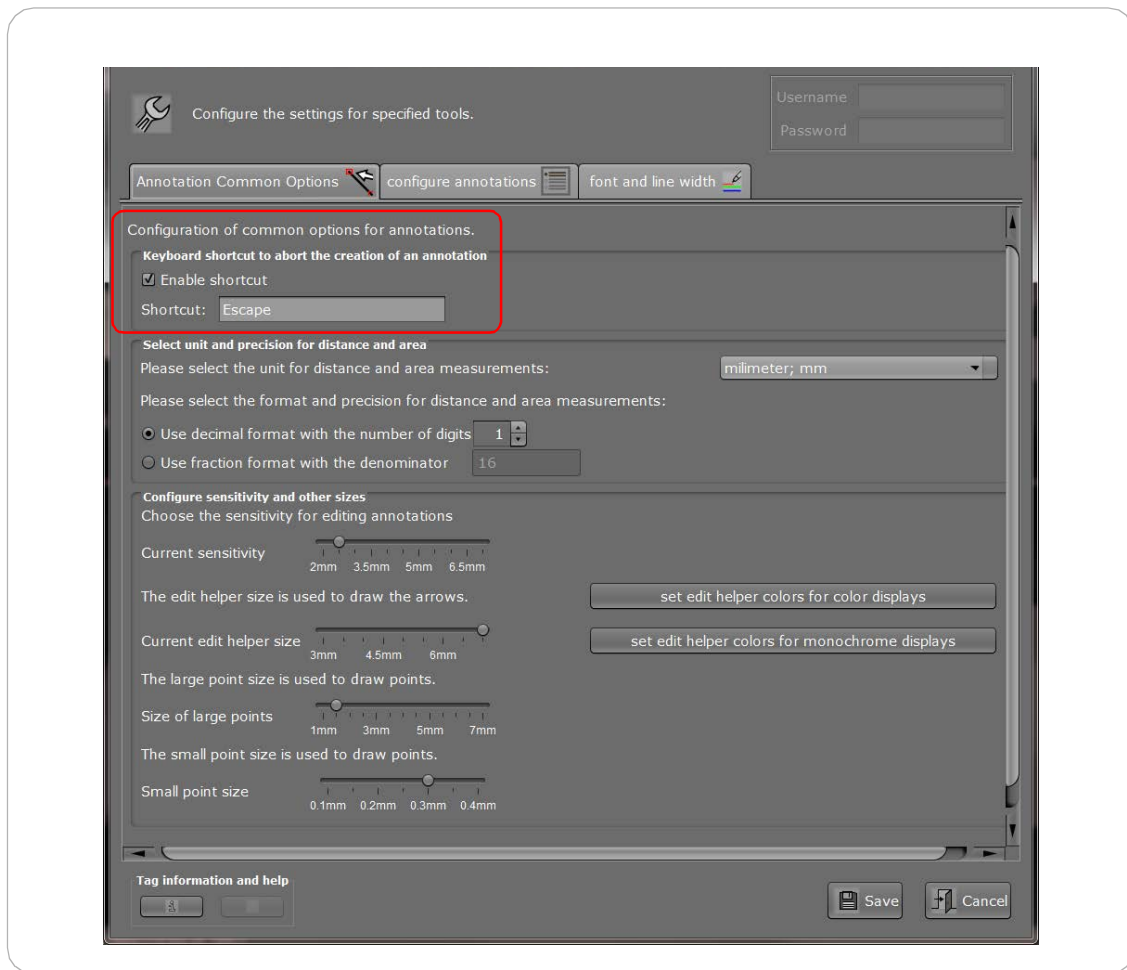 Configure the settings for specified tools.
Username
Password
Annotation Common Options
configure annotations
font and line width
Configuration of common options for annotations.
Keyboard shortcut to abort the creation of an annotation
Enable shortcut
Shortcut: Escape
Select unit and precision for distance and area
Please select the unit for distance and area measurements: milimeter; mm
Please select the format and precision for distance and area measurements:
Use decimal format with the number of digits 1
Use fraction format with the denominator 16
Configure sensitivity and other sizes
Choose the sensitivity for editing annotations
Current sensitivity
2mm 3.5mm 5mm 6.5mm
The edit helper size is used to draw the arrows.
set edit helper colors for color displays
Current edit helper size
3mm 4.5mm 6mm
set edit helper colors for monochrome displays
The large point size is used to draw points.
Size of large points
1mm 3mm 5mm 7mm
The small point size is used to draw points.
Small point size
0.1mm 0.2mm 0.3mm 0.4mm
Tag information and help
Save
Cancel